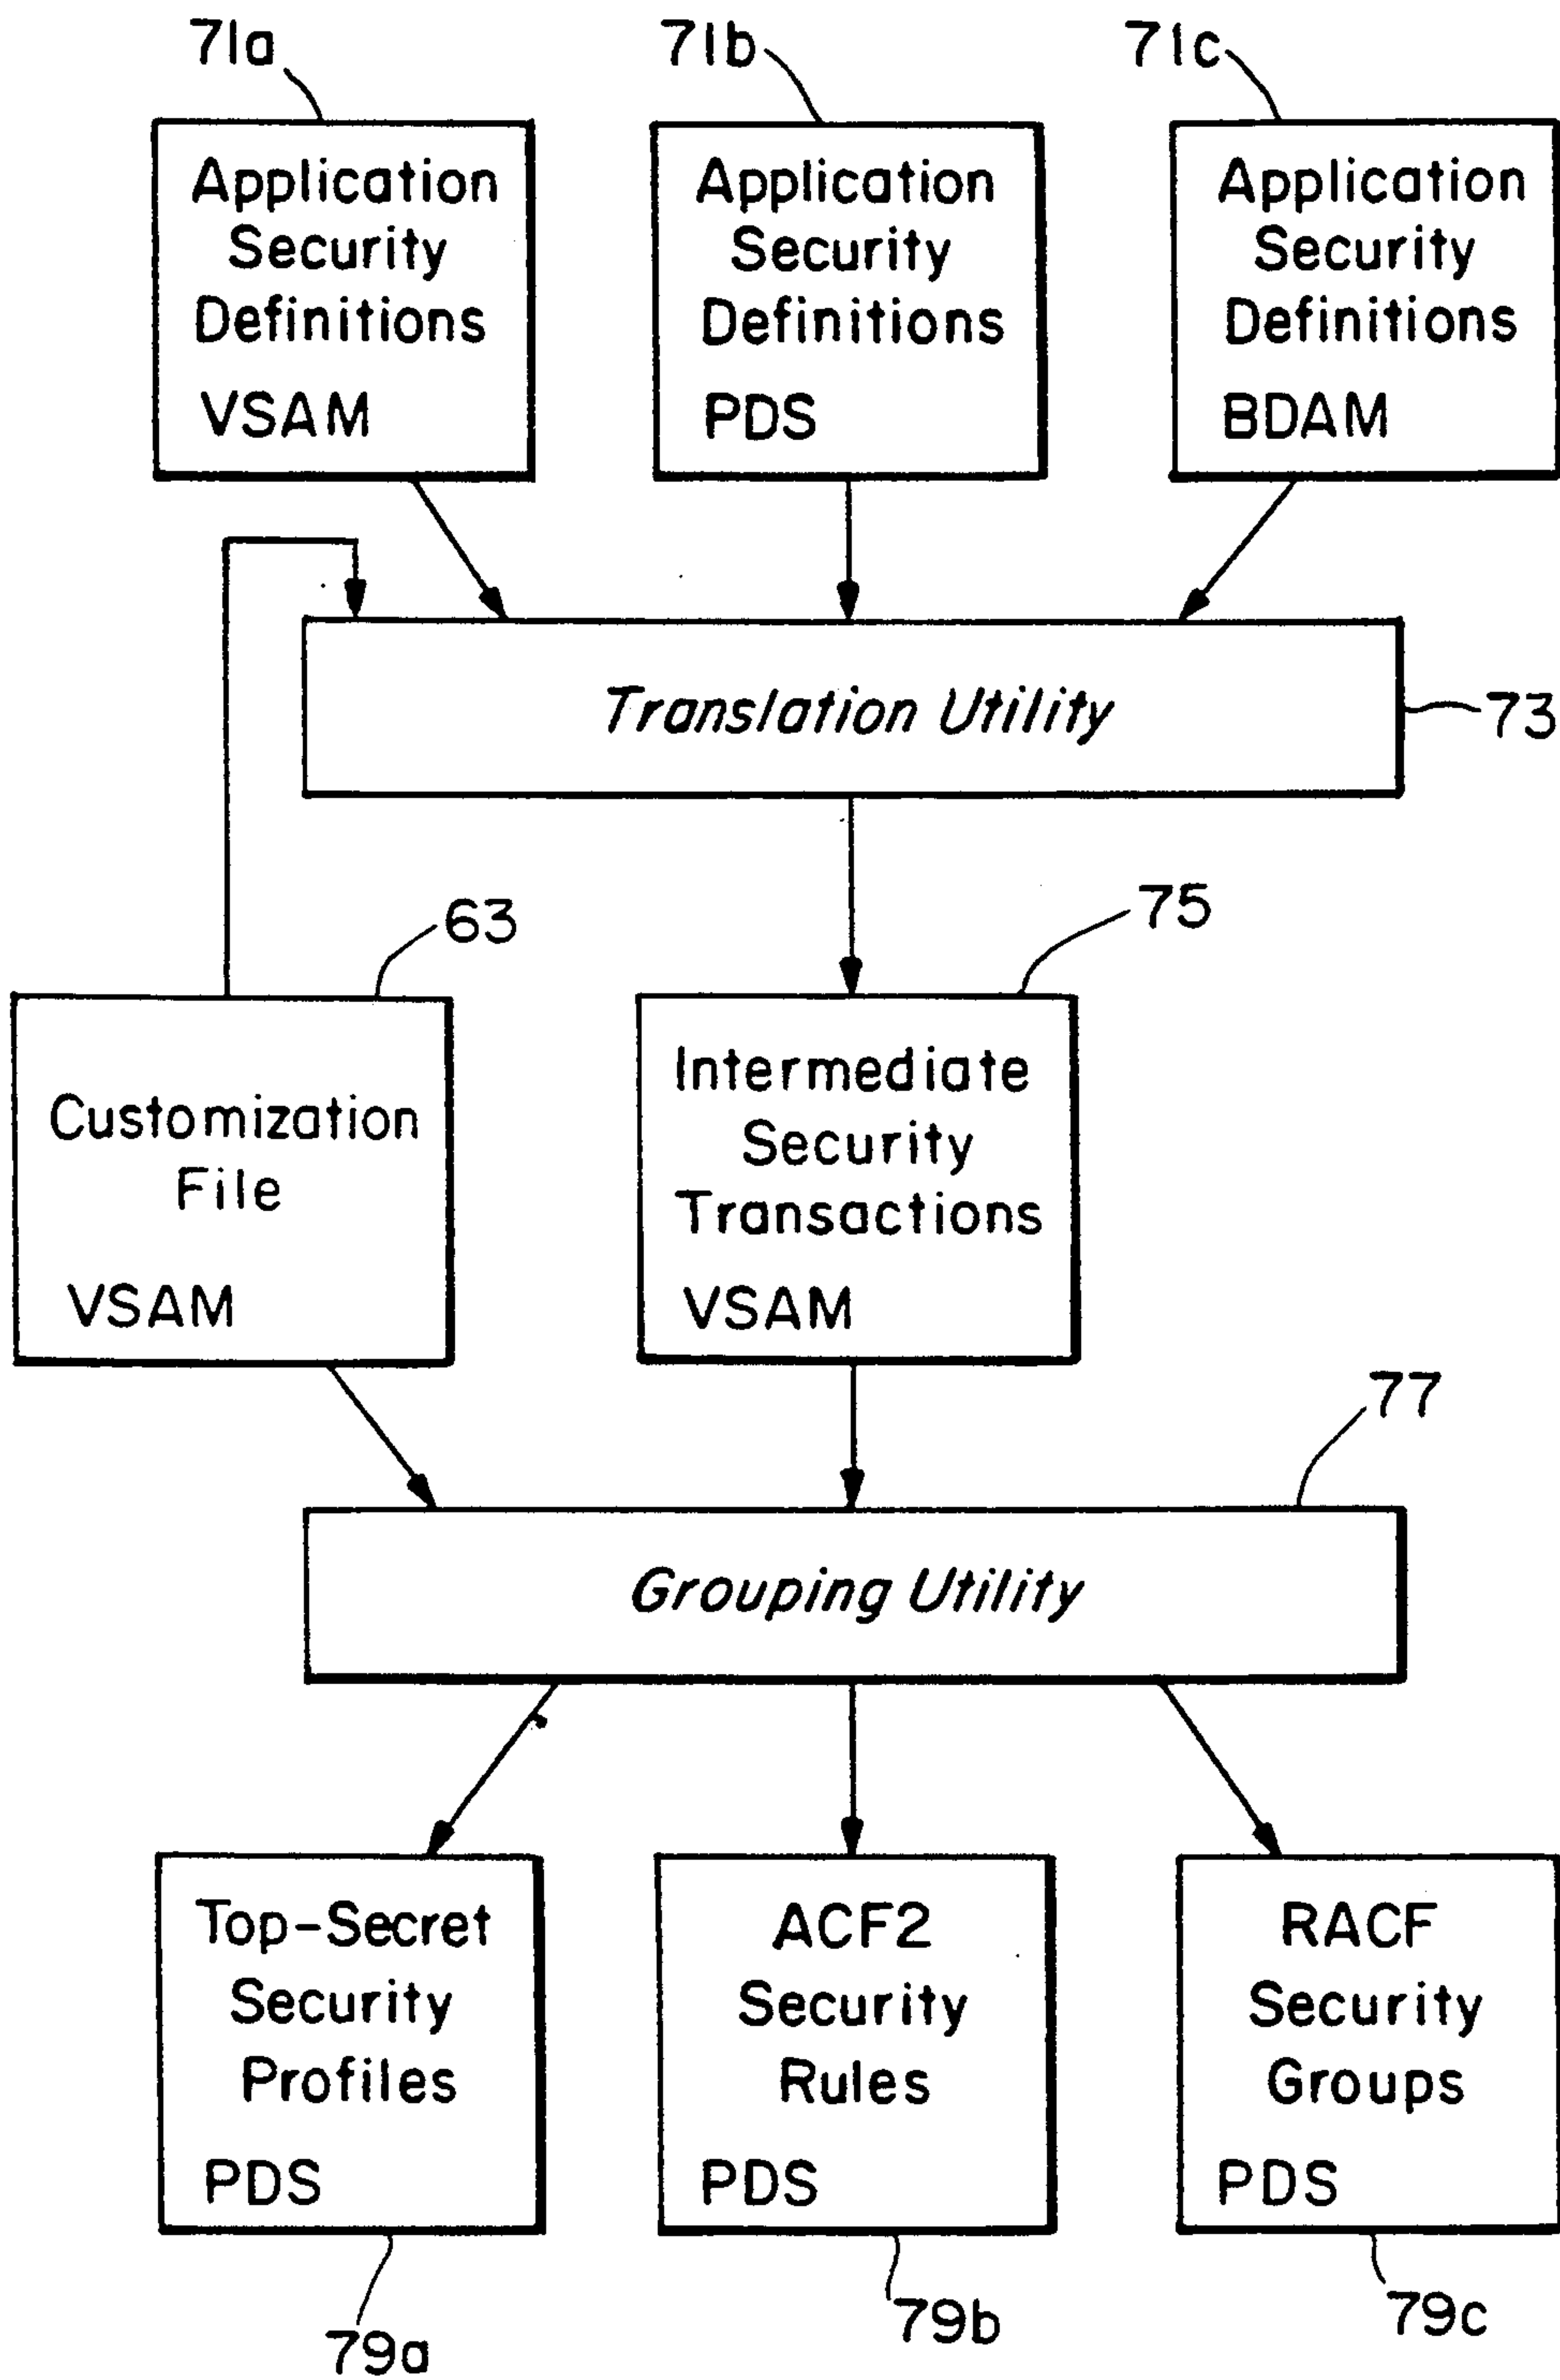 71a
71b
71c
Application
Security
Definitions
VSAM
Application
Security
Definitions
PDS
Application
Security
Definitions
BDAM
Translation Utility
73
63
75
Customization
File
VSAM
Intermediate
Security
Transactions
VSAM
77
Grouping Utility
Top-Secret
Security
Profiles
PDS
ACF2
Security
Rules
PDS
RACF
Security
Groups
PDS
79a
79b
79c